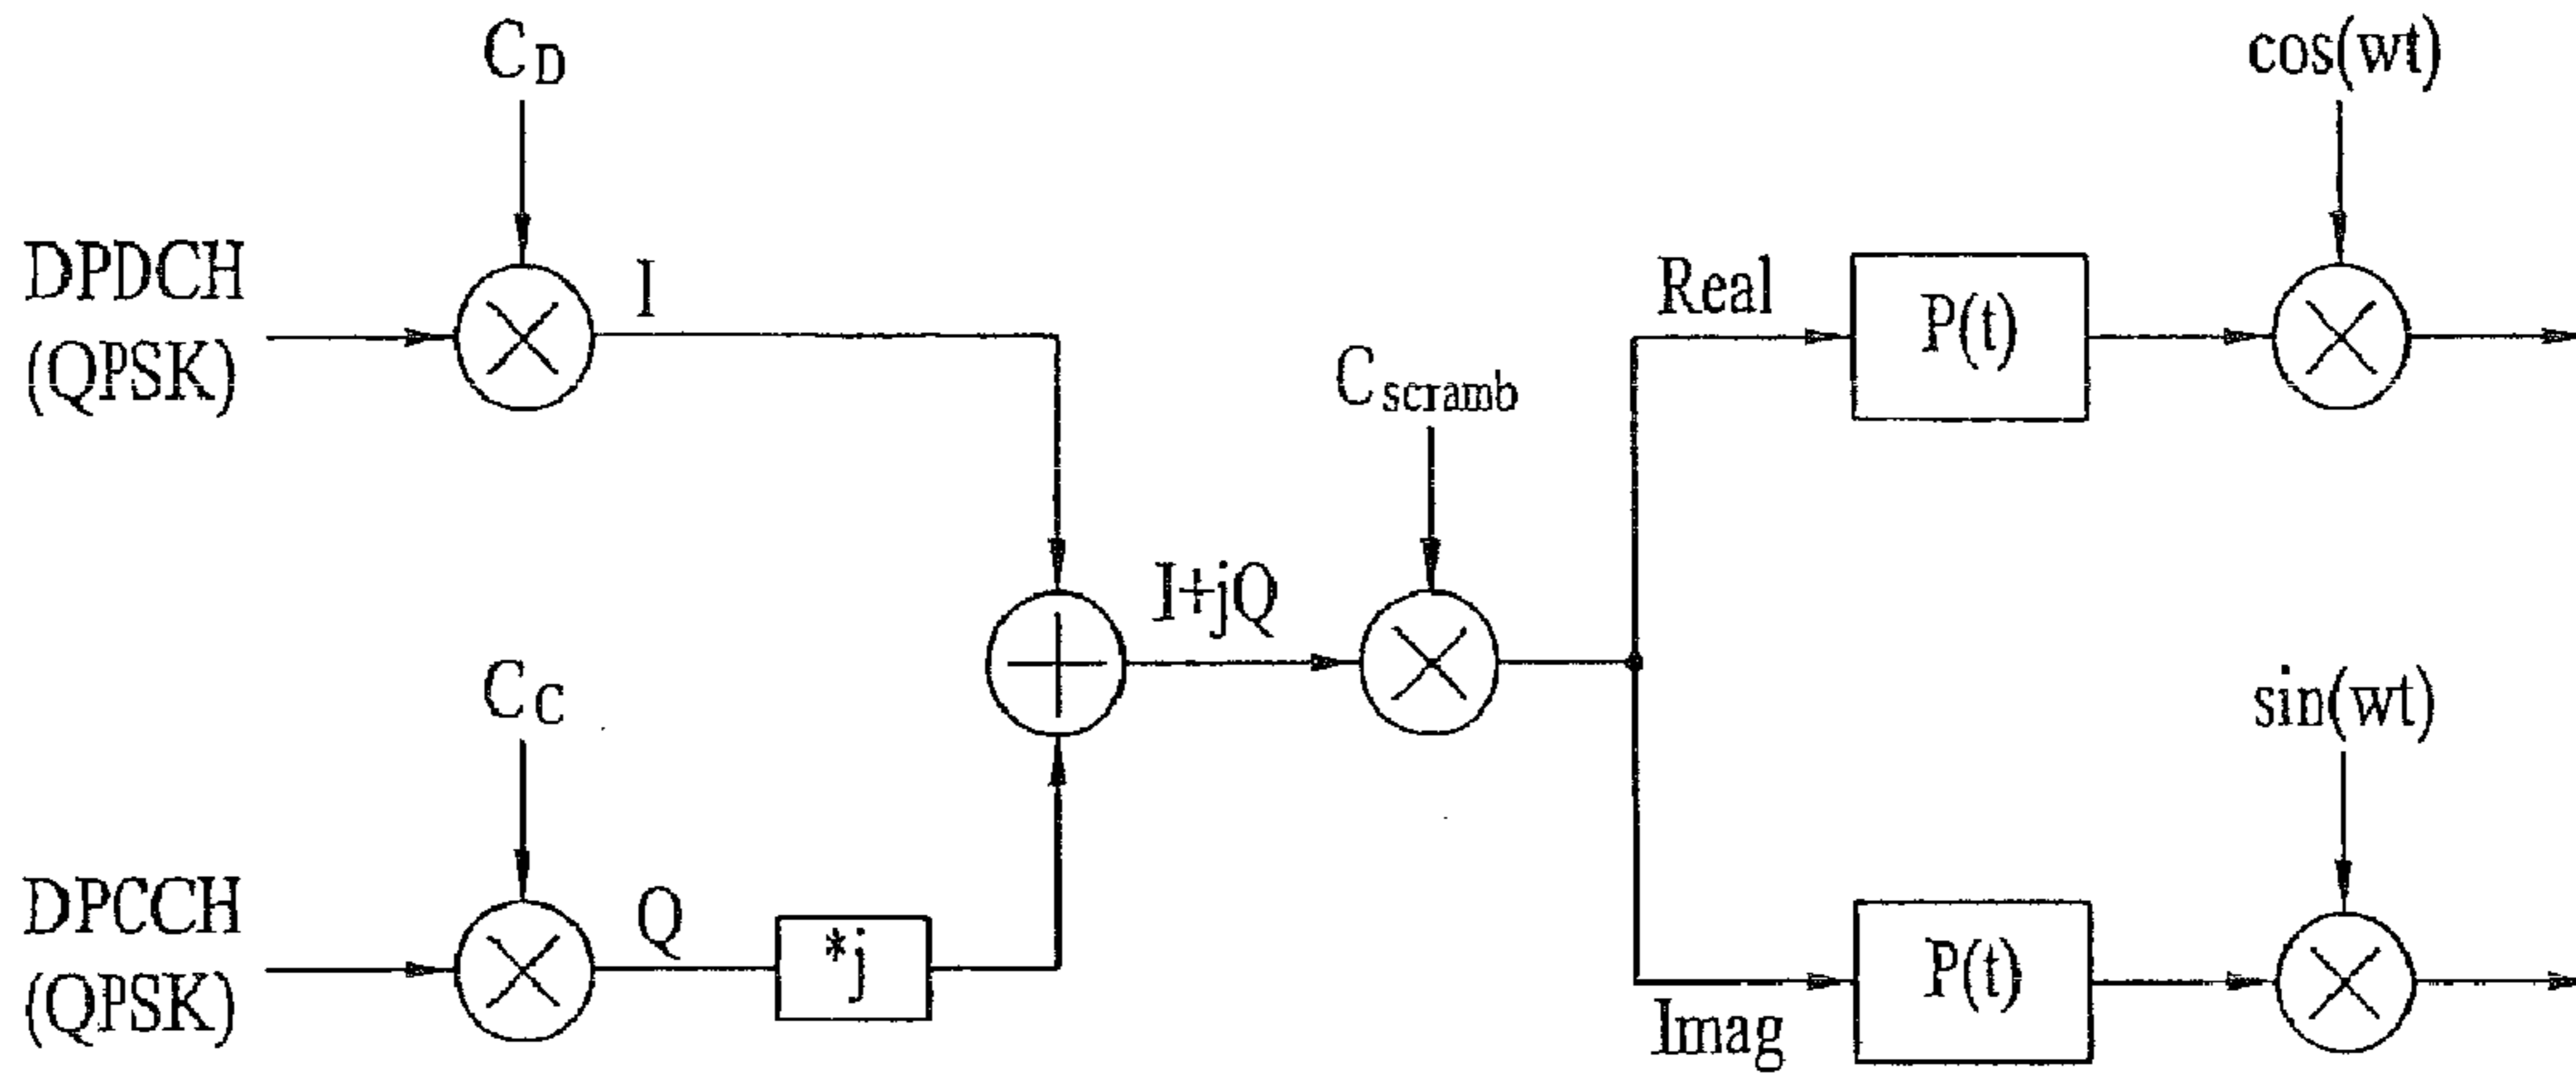 C_D
cos(wt)
DPDCH
(QPSK)
I
Real
P(t)
C_scramb
I+jQ
C_C
sin(wt)
DPCCH
(QPSK)
Q
*j
P(t)
Imag